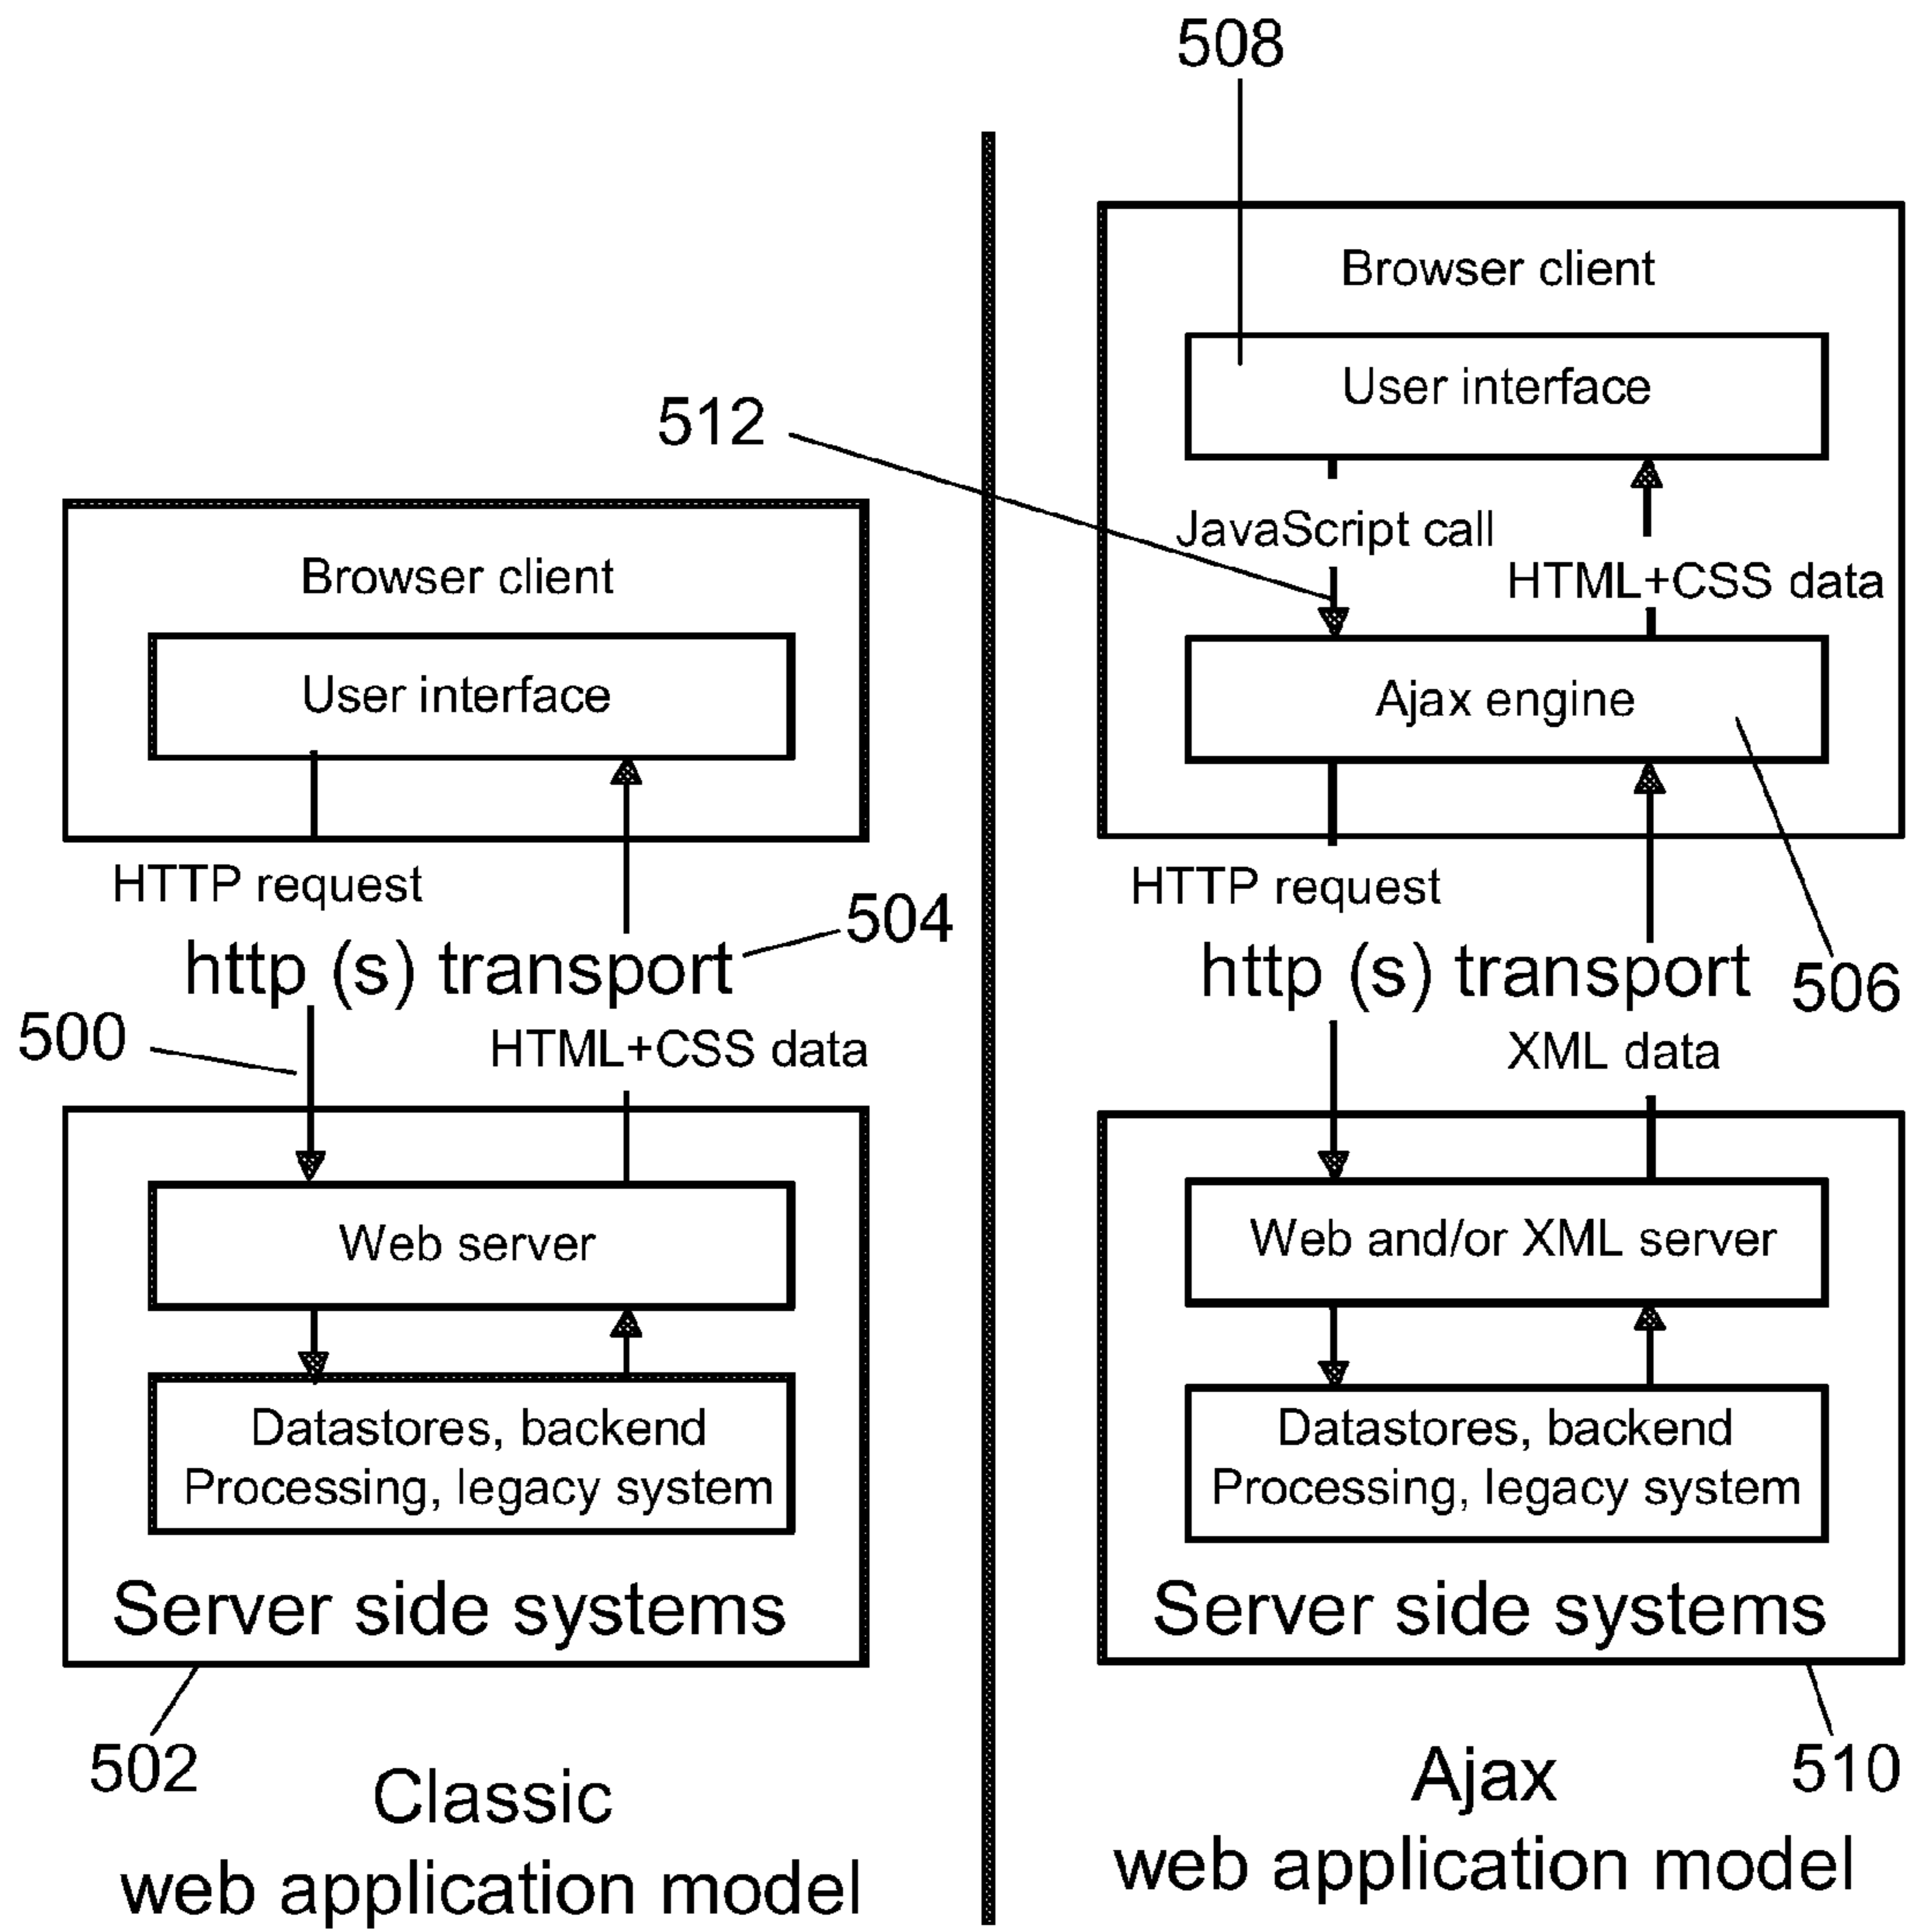 508
Browser client
User interface
512
JavaScript call
HTML+CSS data
Ajax engine
HTTP request
http (s) transport
506
XML data
Web and/or XML server
Datastores, backend
Processing, legacy system
Server side systems
510
Ajax
web application model
Browser client
User interface
HTTP request
504
http (s) transport
500
HTML+CSS data
Web server
Datastores, backend
Processing, legacy system
Server side systems
502
Classic
web application model